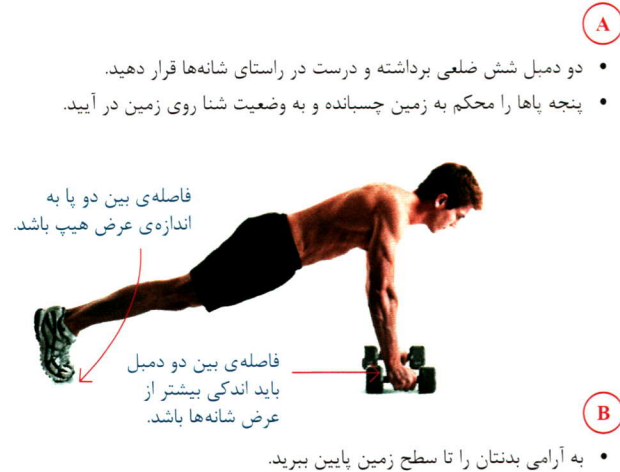 A
• دو دمبل شش ضلعی برداشته و درست در راستای شانه‌ها قرار دهید.
• پنجه پاها را محکم به زمین چسبانده و به وضعیت شنا روی زمین در آیید.
فاصله‌ی بین دو پا به
اندازه‌ی عرض هیپ باشد.
فاصله‌ی بین دو دمبل
باید اندکی بیشتر از
عرض شانه‌ها باشد.
B
• به آرامی بدنتان را تا سطح زمین پایین ببرید.